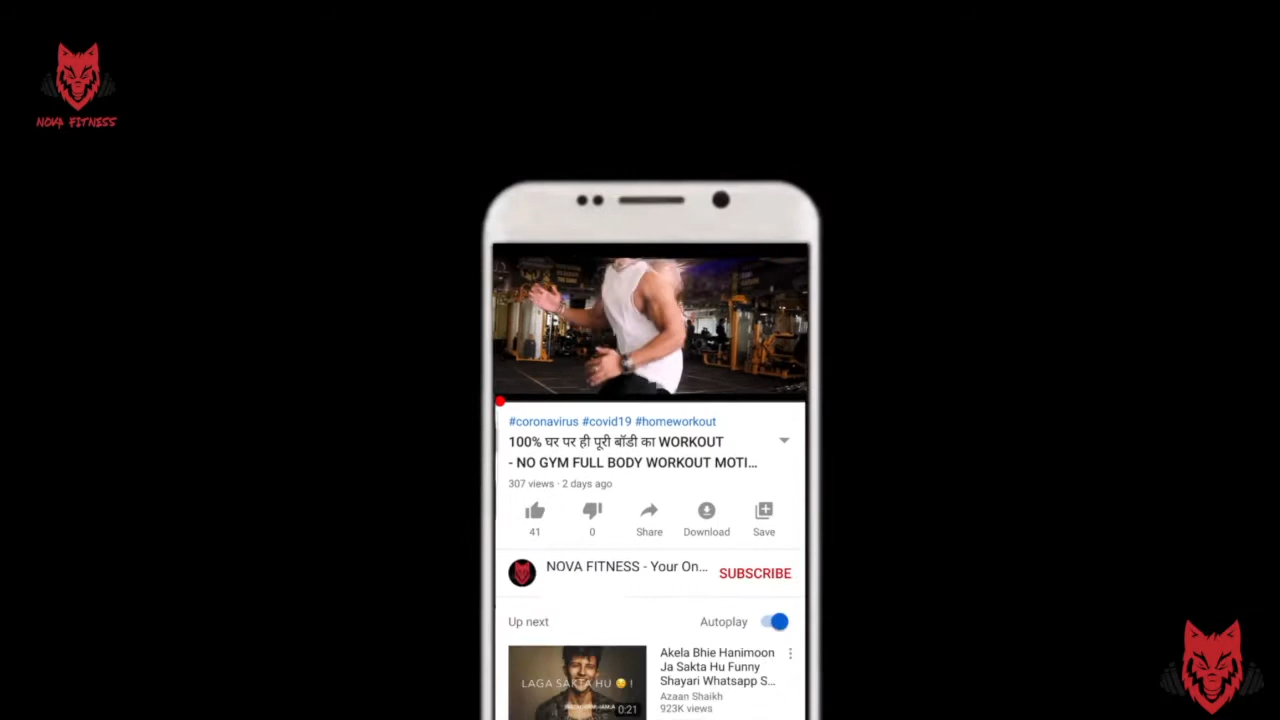 NOVA FITNESS
#coronavirus #covid19 #homeworkout
100% घर पर ही पूरी बॉडी का WORKOUT
- NO GYM FULL BODY WORKOUT MOTI...
307 views · 2 days ago
41
0
Share
Download
Save
NOVA FITNESS - Your On...
SUBSCRIBE
Up next
Autoplay
LAGA SAKTA HU 😏 !
0:21
Akela Bhie Hanimoon
Ja Sakta Hu Funny
Shayari Whatsapp S...
Azaan Shaikh
923K views